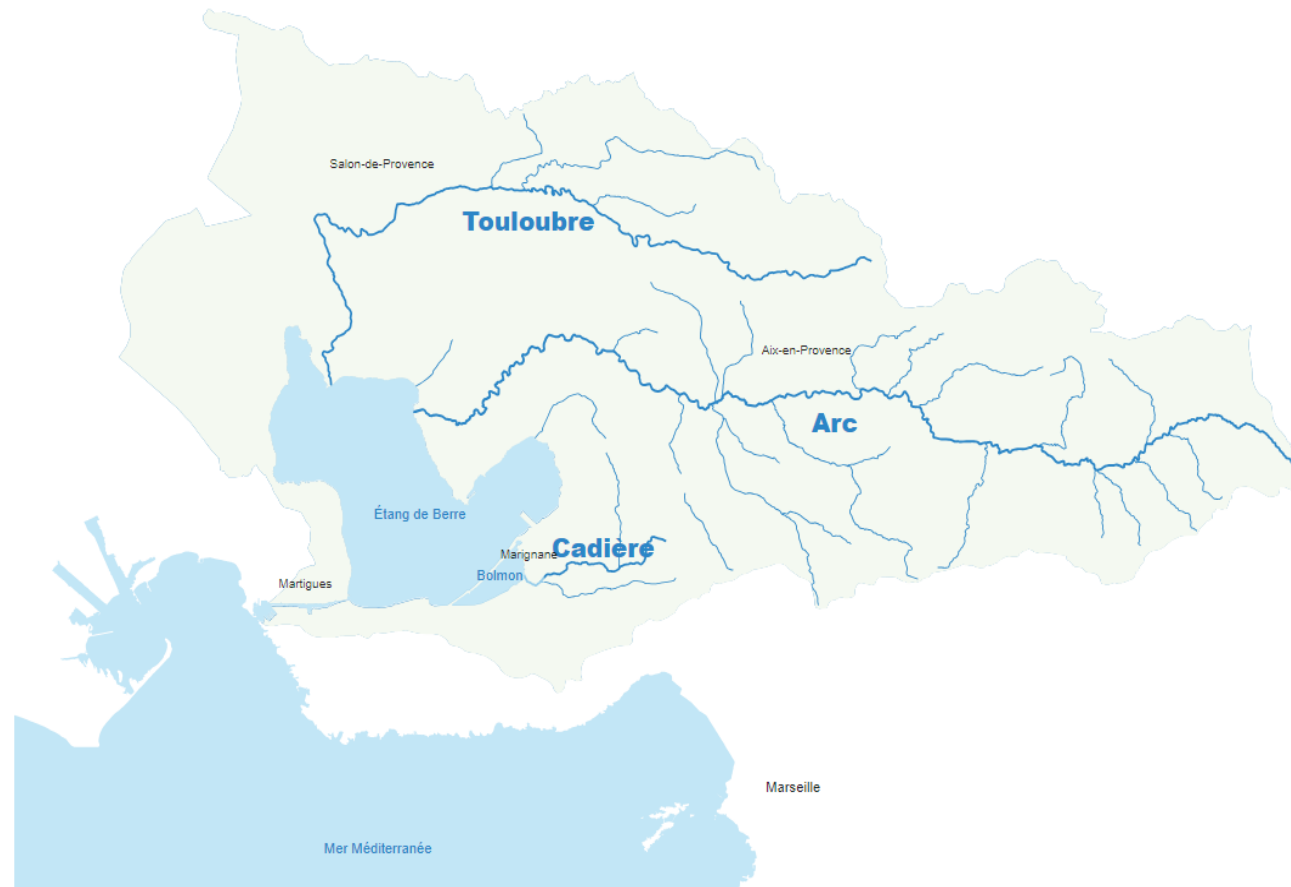 Salon-de-Provence
Touloubre
Aix-en-Provence
Arc
Étang de Berre
Cadière
Marignane
Bolmon
Martigues
Marseille
Mer Méditerranée